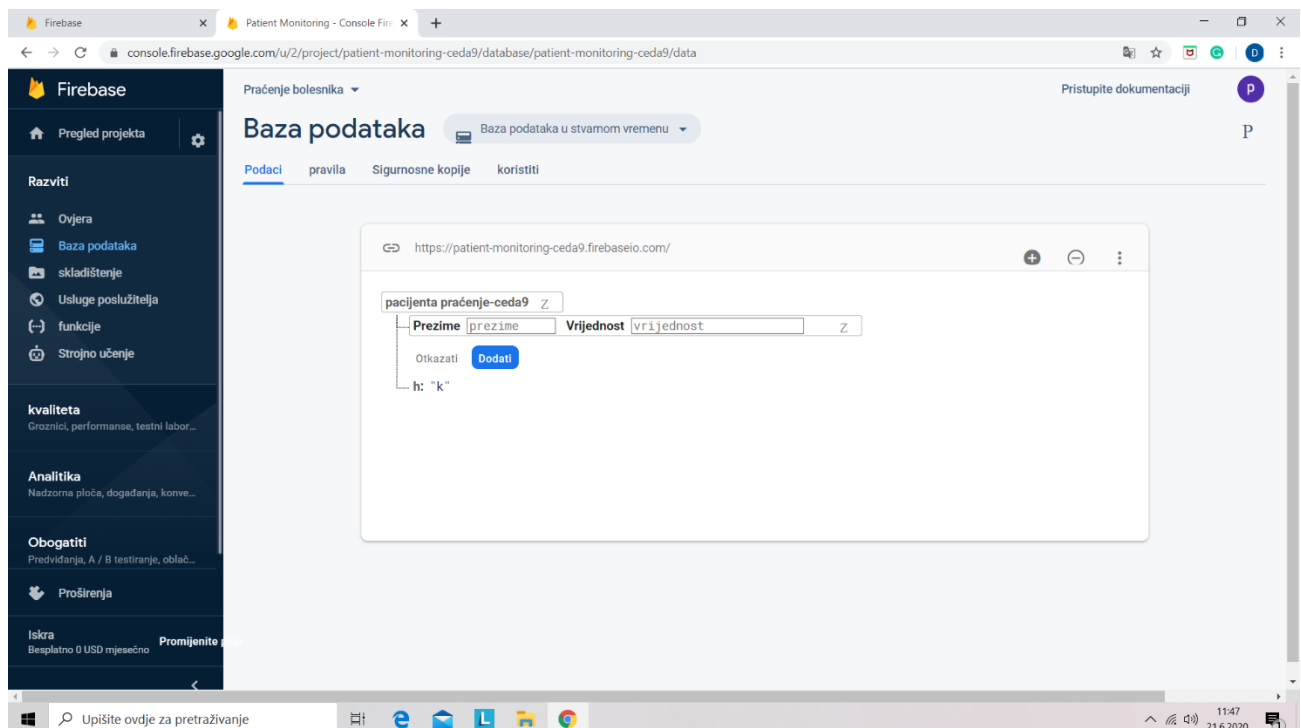 Firebase
Patient Monitoring - Console Fire
console.firebase.google.com/u/2/project/patient-monitoring-ceda9/database/patient-monitoring-ceda9/data
D
Firebase
Praćenje bolesnika
Pristupite dokumentaciji
p
Pregled projekta
Baza podataka
Baza podataka u stvarnom vremenu
P
Podaci pravila Sigurnosne kopije koristiti
Razviti
Ovjera
Baza podataka
skladištenje
Usluge poslužitelja
funkcije
Strojno učenje
kvaliteta
Groznici, performanse, testni labor...
Analitika
Nadzorna ploča, događanja, konve...
Obogatiti
Predviđanja, A / B testiranje, oblač...
Proširenja
Iskra
Besplatno 0 USD mjesečno
Promijenite
https://patient-monitoring-ceda9.firebaseio.com/
pacijenta praćenje-ceda9 Z
Prezime prezime Vrijednost vrijednost Z
Otkazati Dodati
h: "k"
Upišite ovdje za pretraživanje
11:47
21.6.2020